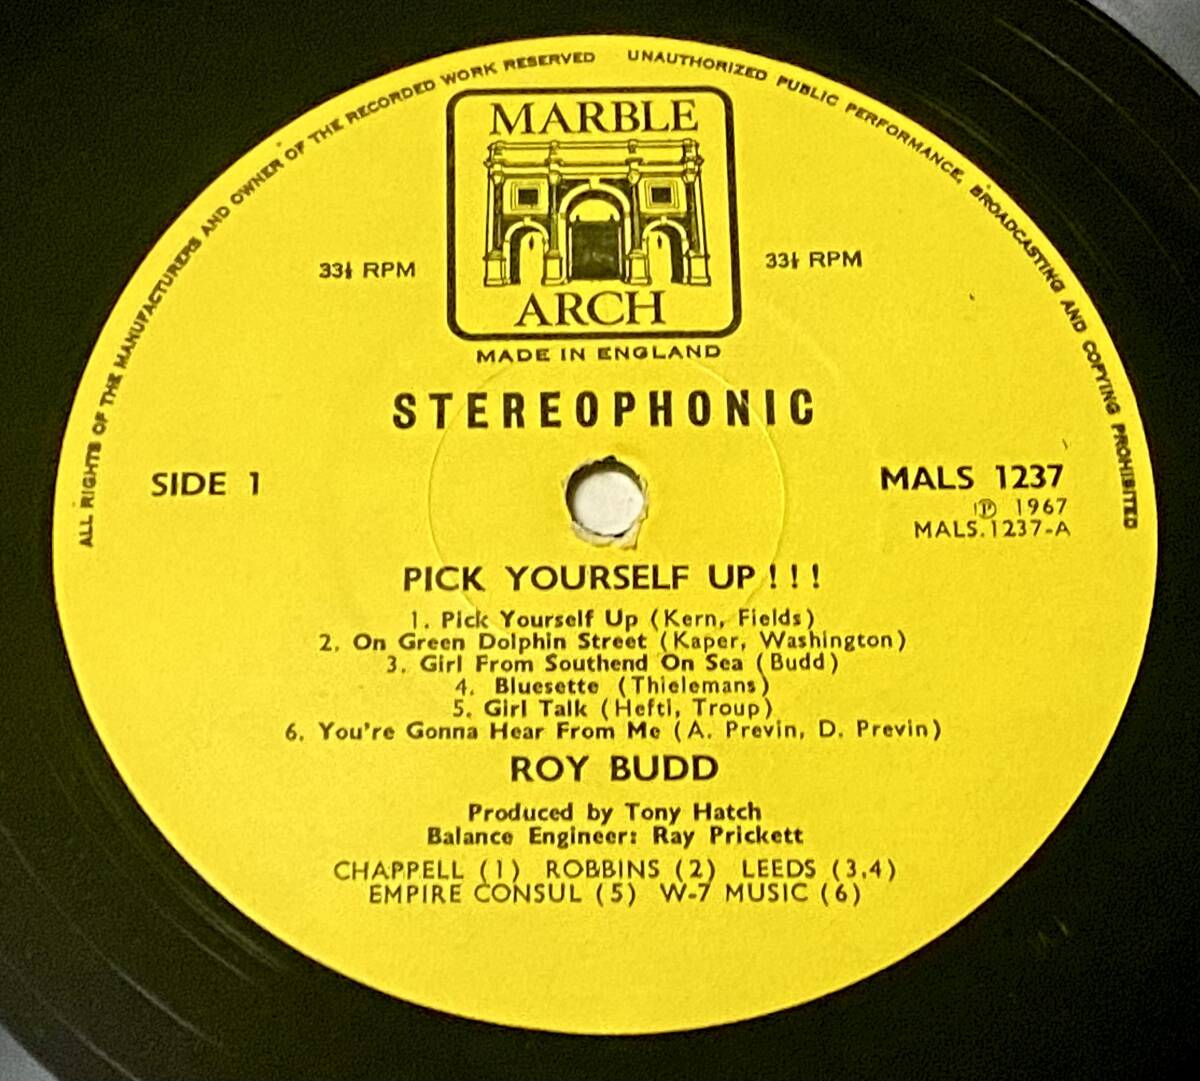 ALL RIGHTS OF THE MANUFACTURERS AND OWNER OF THE RECORDED WORK RESERVED UNAUTHORIZED PUBLIC PERFORMANCE, BROADCASTING AND COPYING PROHIBITED
MARBLE
ARCH
33⅓ RPM 33⅓ RPM
MADE IN ENGLAND
STEREOPHONIC
SIDE 1
MALS 1237
Ⓟ 1967
MALS.1237-A
PICK YOURSELF UP!!!
1. Pick Yourself Up (Kern, Fields)
2. On Green Dolphin Street (Kaper, Washington)
3. Girl From Southend On Sea (Budd)
4. Bluesette (Thielemans)
5. Girl Talk (Hefti, Troup)
6. You're Gonna Hear From Me (A. Previn, D. Previn)
ROY BUDD
Produced by Tony Hatch
Balance Engineer: Ray Prickett
CHAPPELL (1) ROBBINS (2) LEEDS (3,4)
EMPIRE CONSUL (5) W-7 MUSIC (6)